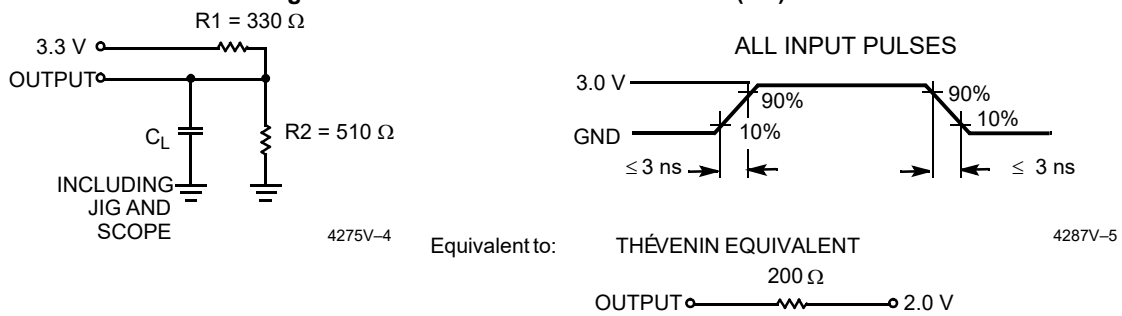 R1 = 330 Ω
3.3 V
OUTPUT
CL
R2 = 510 Ω
INCLUDING
JIG AND
SCOPE
4275V–4
ALL INPUT PULSES
3.0 V
90%
90%
10%
10%
GND
≤ 3 ns
≤ 3 ns
4287V–5
Equivalent to:
THÉVENIN EQUIVALENT
200 Ω
OUTPUT
2.0 V